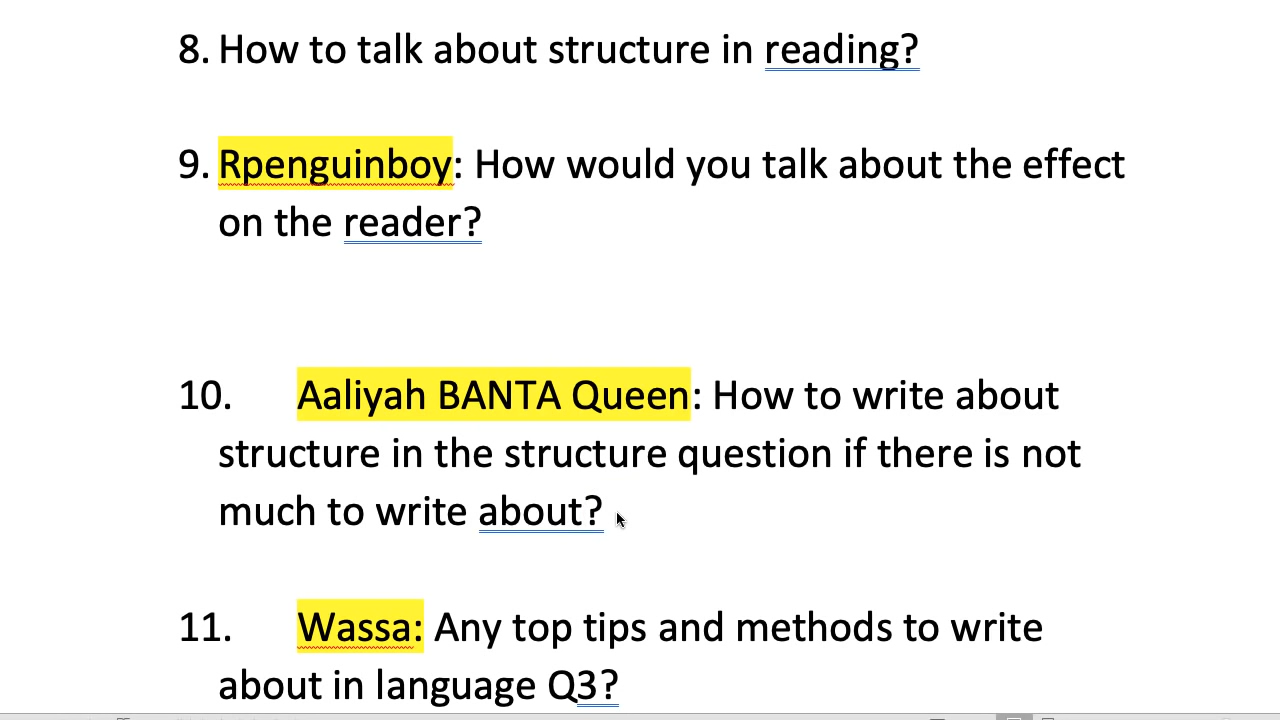 8. How to talk about structure in reading?
9. Rpenguinboy: How would you talk about the effect
on the reader?
10. Aaliyah BANTA Queen: How to write about
structure in the structure question if there is not
much to write about?
11. Wassa: Any top tips and methods to write
about in language Q3?